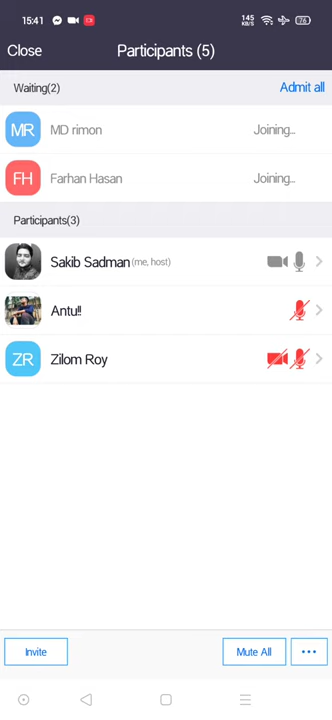 15:41 145 KB/S 76
Close Participants (5)
Waiting(2) Admit all
MR MD rimon Joining...
FH Farhan Hasan Joining...
Participants(3)
Sakib Sadman (me, host)
Antu!!
ZR Zilom Roy
Invite Mute All ...